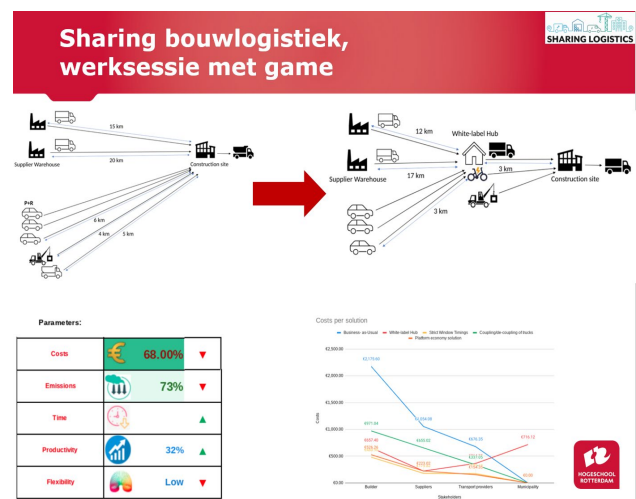 Sharing bouwlogistiek,
werksessie met game
SHARING LOGISTICS
15 km
20 km
Supplier Warehouse
Construction site
P+R
6 km
4 km
5 km
12 km
White-label Hub
17 km
3 km
Supplier Warehouse
Construction site
3 km
Parameters:
Costs
68.00%
Emissions
73%
Time
Productivity
32%
Flexibility
Low
Costs per solution
Business- as-Usual
White-label Hub
Strict Window Timings
Coupling/de-coupling of trucks
Platform economy solution
€2,500.00
€2,000.00
€1,500.00
€1,000.00
€500.00
€0.00
Costs
Builder
Suppliers
Transport providers
Municipality
Stakeholders
HOGESCHOOL
ROTTERDAM